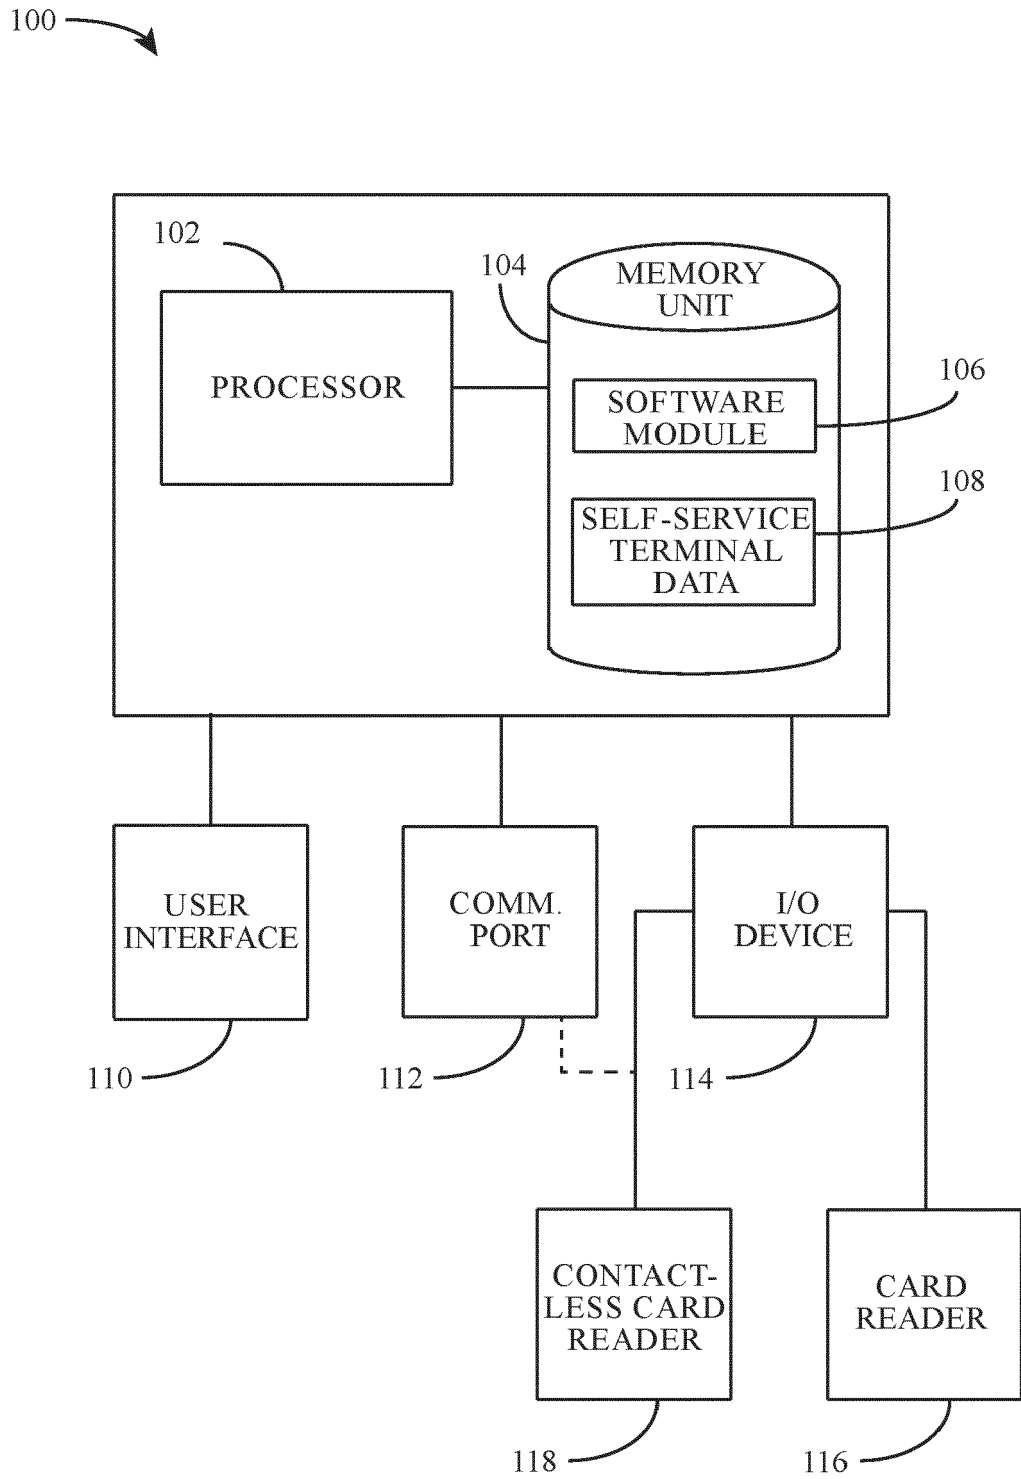 100
102
PROCESSOR
104
MEMORY
UNIT
106
SOFTWARE
MODULE
108
SELF-SERVICE
TERMINAL
DATA
USER
INTERFACE
COMM.
PORT
I/O
DEVICE
110
112
114
CONTACT-
LESS CARD
READER
CARD
READER
118
116